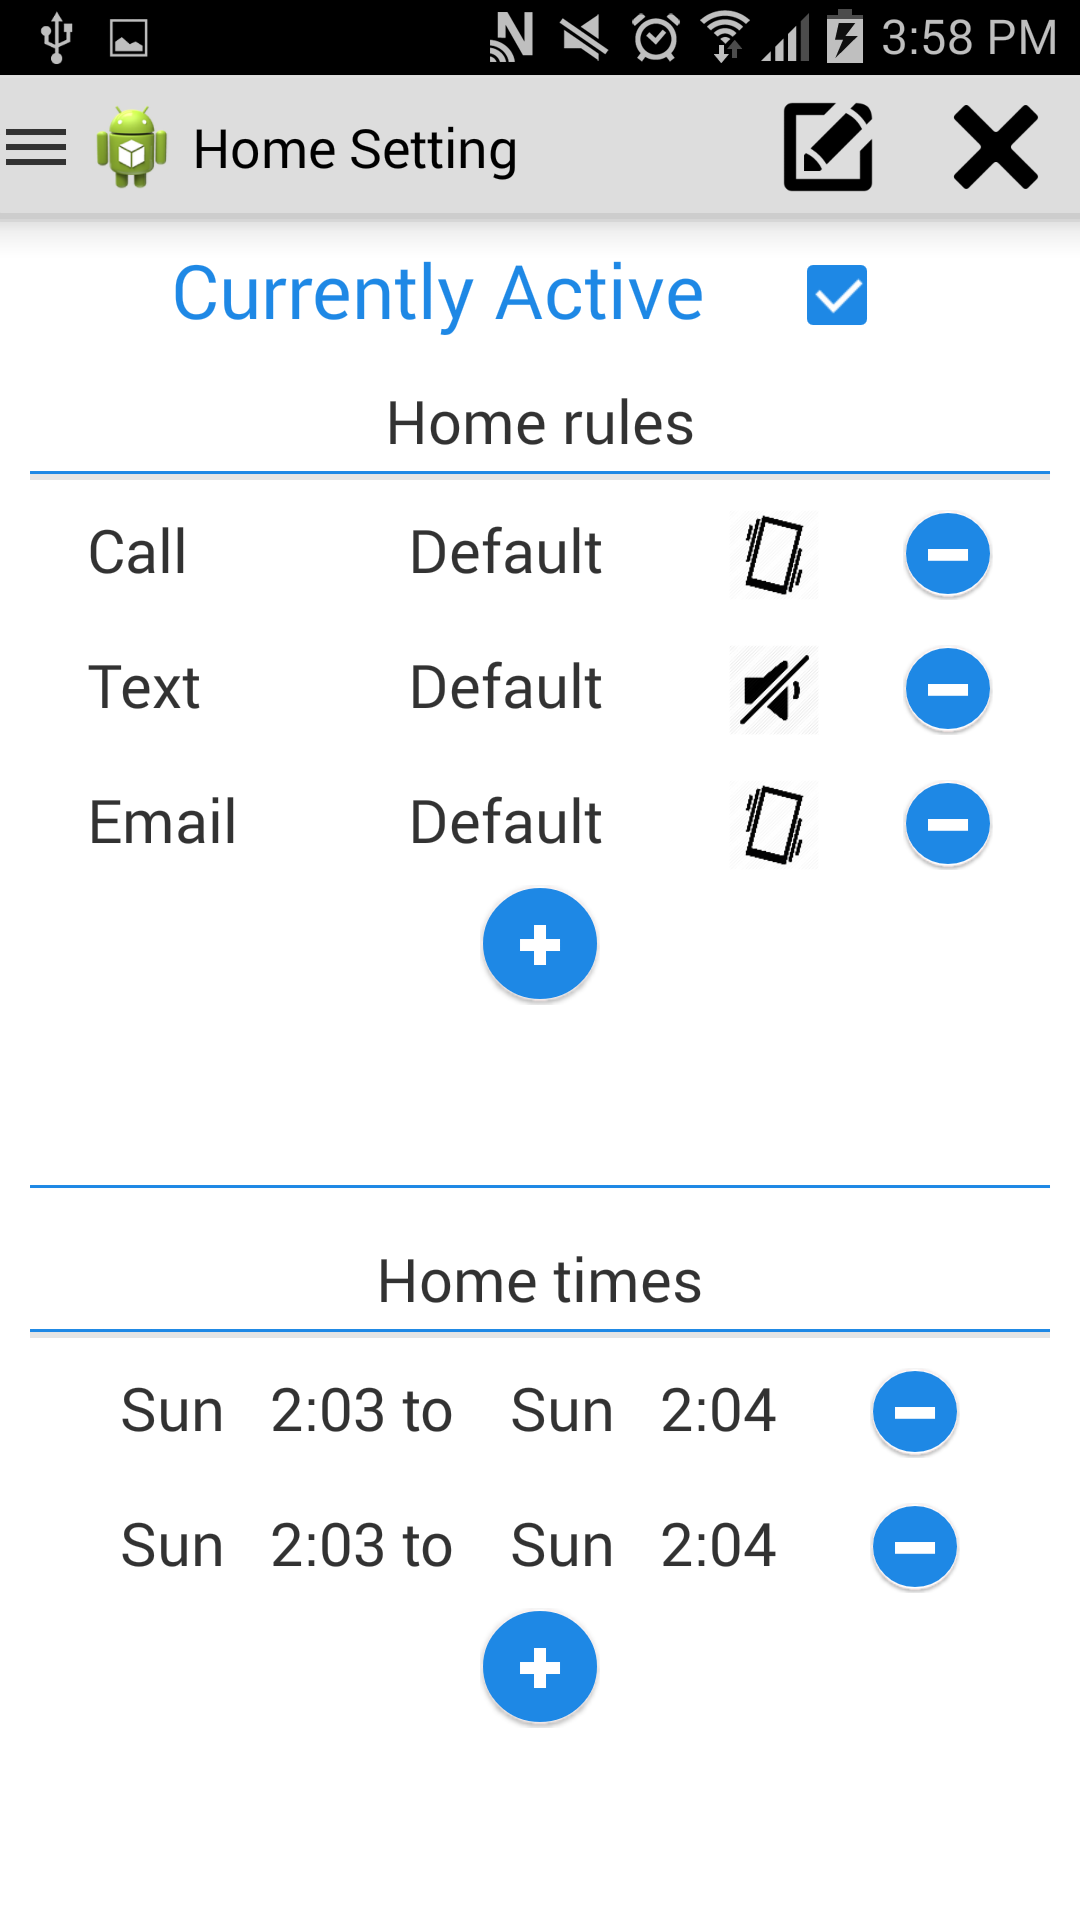 3:58 PM
Home Setting
Currently Active
Home rules
Call Default
Text Default
Email Default
Home times
Sun 2:03 to Sun 2:04
Sun 2:03 to Sun 2:04